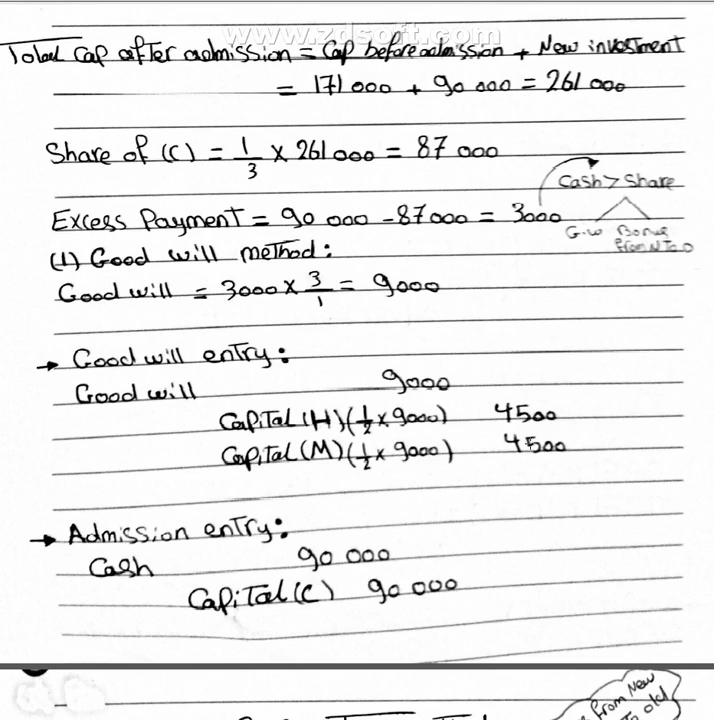 www.zdsoft.com
Total Cap after admission = Cap before admission + New investment
= 171 000 + 90 000 = 261 000
Share of (C) = 1/3 x 261 000 = 87 000
Cash > Share
Excess Payment = 90 000 - 87 000 = 3000
G.w Bonus
From N To O
(1) Good will method:
Good will = 3000 x 3/1 = 9000
→ Good will entry:
Good will 9000
Capital (H) (1/2 x 9000) 4500
Capital (M) (1/2 x 9000) 4500
→ Admission entry:
Cash 90 000
Capital (C) 90 000
From New
To old